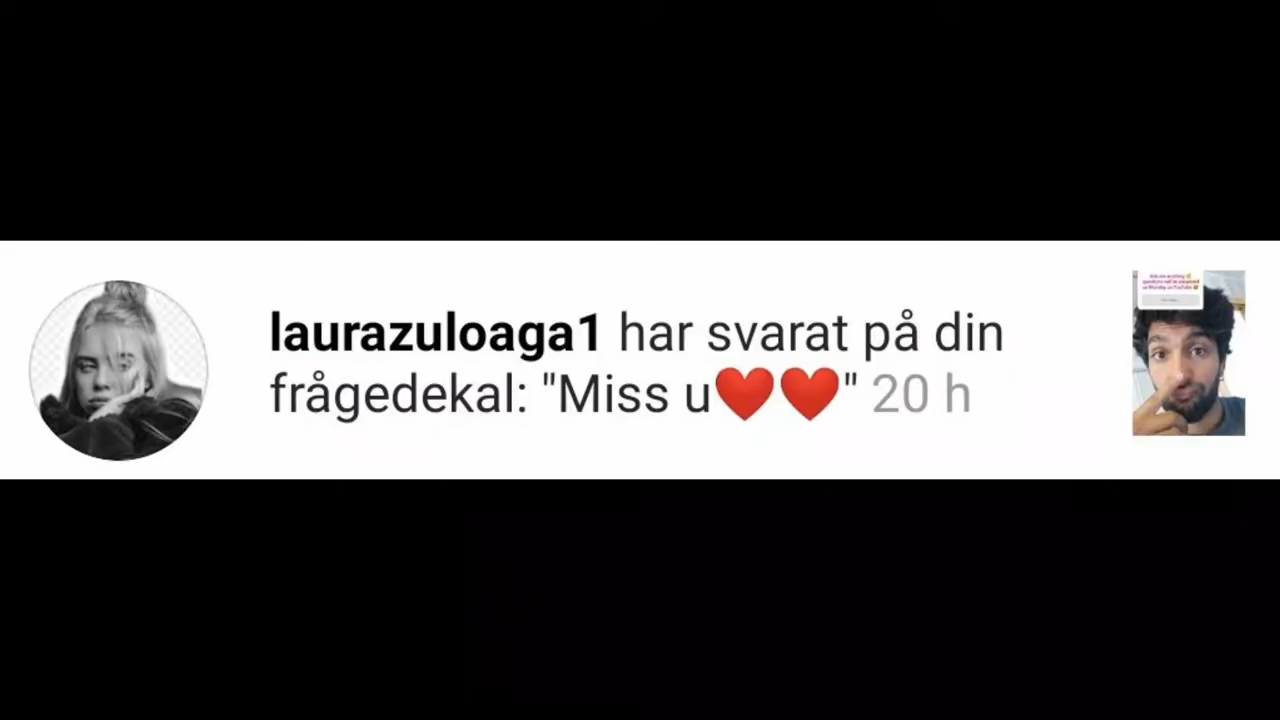 laurazuloaga1 har svarat på din
frågedekal: "Miss u❤️❤️" 20 h